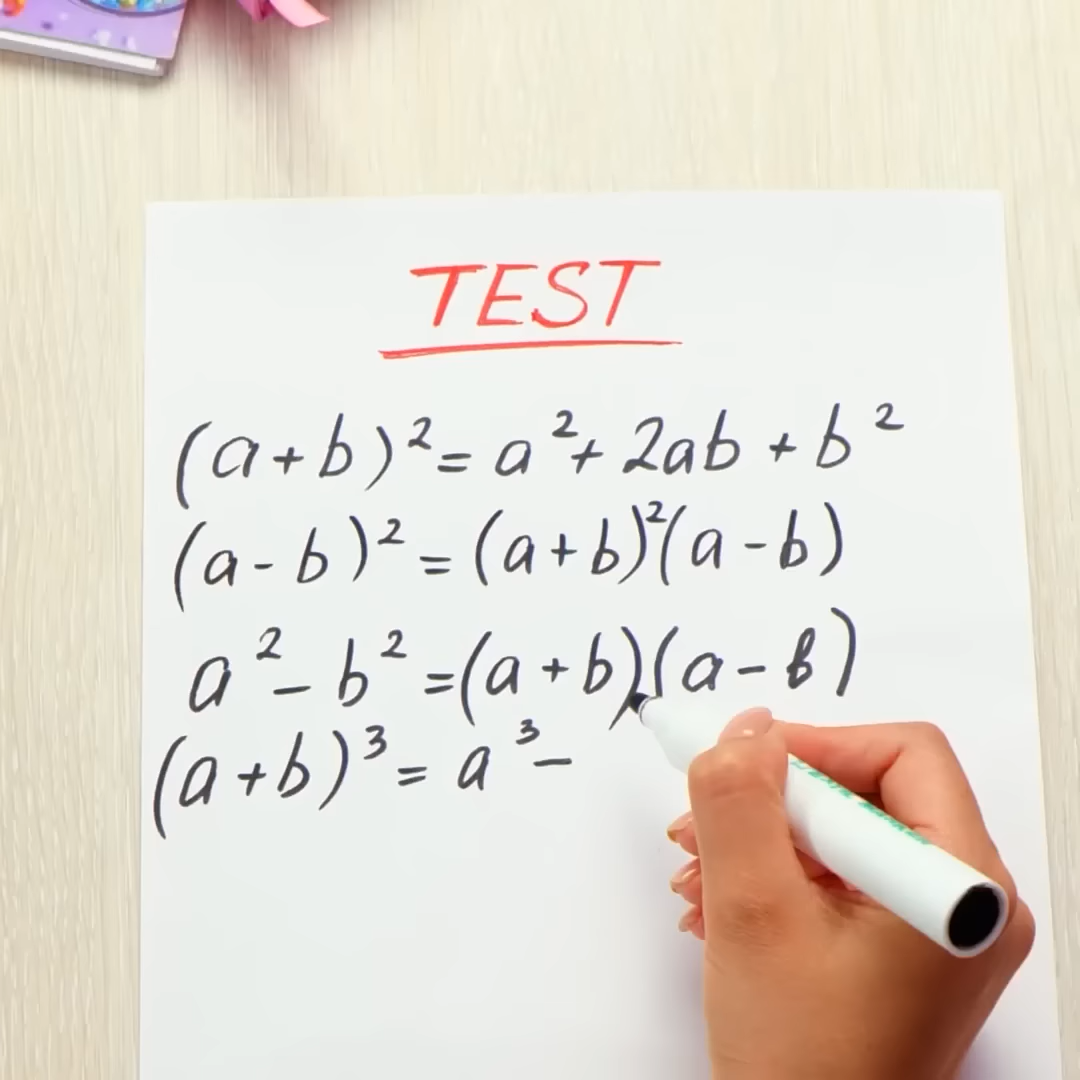 TEST
(a+b)² = a² + 2ab + b²
(a - b)² = (a+b)²(a - b)
a² - b² = (a + b)(a - b)
(a+b)³ = a³ -